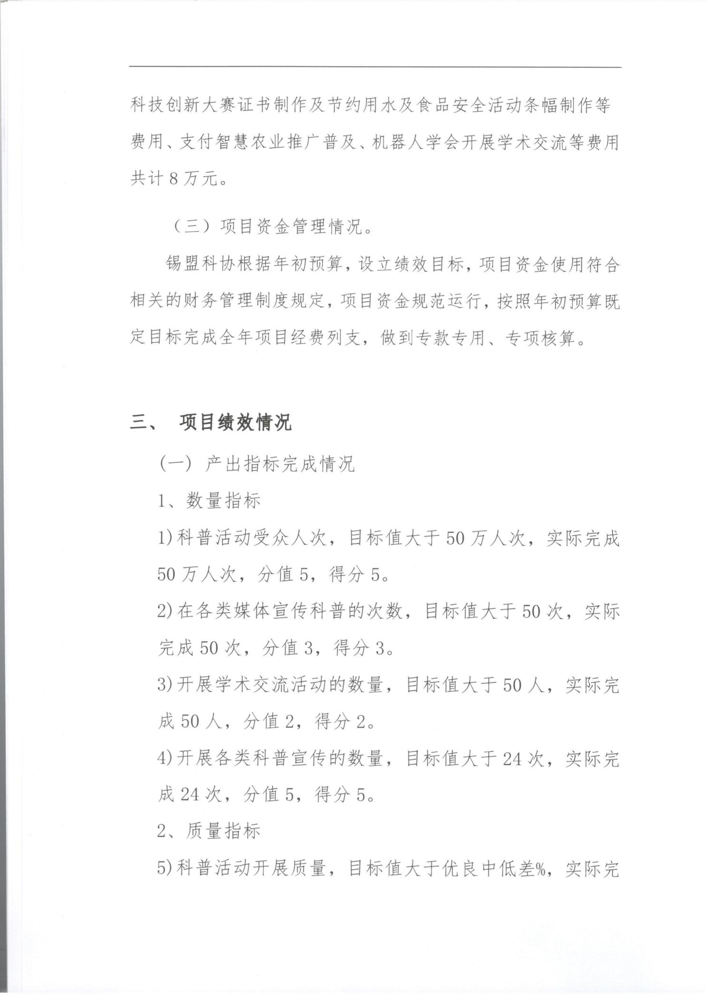 科技创新大赛证书制作及节约用水及食品安全活动条幅制作等
费用、支付智慧农业推广普及、机器人学会开展学术交流等费用
共计8万元。
（三）项目资金管理情况。
锡盟科协根据年初预算，设立绩效目标，项目资金使用符合
相关的财务管理制度规定，项目资金规范运行，按照年初预算既
定目标完成全年项目经费列支，做到专款专用、专项核算。
三、 项目绩效情况
(一) 产出指标完成情况
1、数量指标
1)科普活动受众人次，目标值大于50万人次，实际完成
50万人次，分值5，得分5。
2)在各类媒体宣传科普的次数，目标值大于50次，实际
完成50次，分值3，得分3。
3)开展学术交流活动的数量，目标值大于50人，实际完
成50人，分值2，得分2。
4)开展各类科普宣传的数量，目标值大于24次，实际完
成24次，分值5，得分5。
2、质量指标
5)科普活动开展质量，目标值大于优良中低差%，实际完